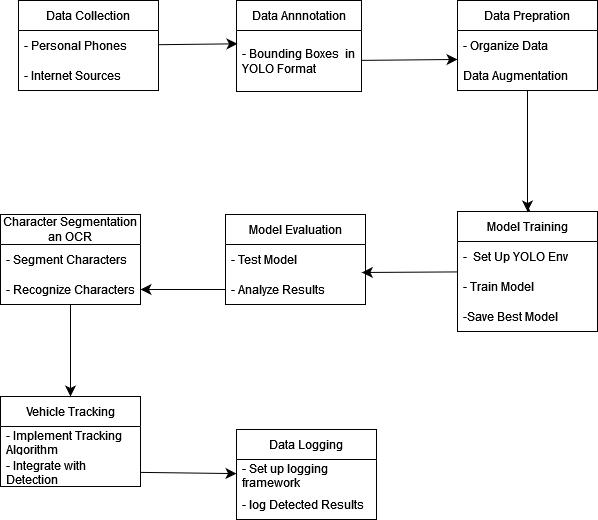 Data Collection
- Personal Phones
- Internet Sources
Data Annnotation
- Bounding Boxes in
YOLO Format
Data Prepration
- Organize Data
Data Augmentation
Model Training
- Set Up YOLO Env
- Train Model
-Save Best Model
Model Evaluation
- Test Model
- Analyze Results
Character Segmentation
an OCR
- Segment Characters
- Recognize Characters
Vehicle Tracking
- Implement Tracking
Algorithm
- Integrate with
Detection
Data Logging
- Set up logging
framework
- log Detected Results